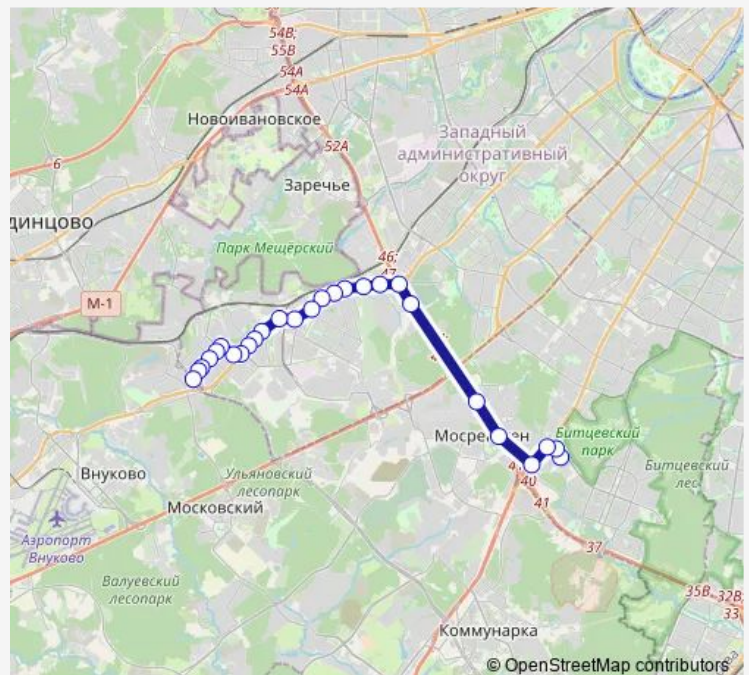 54В;
55В
54А
54А
Новоивановское
52А
6
Западный
административный
округ
Заречье
динцово
Парк Мещёрский
46;
47
М-1
Мосрентген
Битцевский
парк
Битцевский
лес
Внуково
Ульяновский
лесопарк
40
41
Московский
Аэропорт
Внуково
37
Валуевский
лесопарк
35В
32В;
33
Коммунарка
© OpenStreetMap contributors